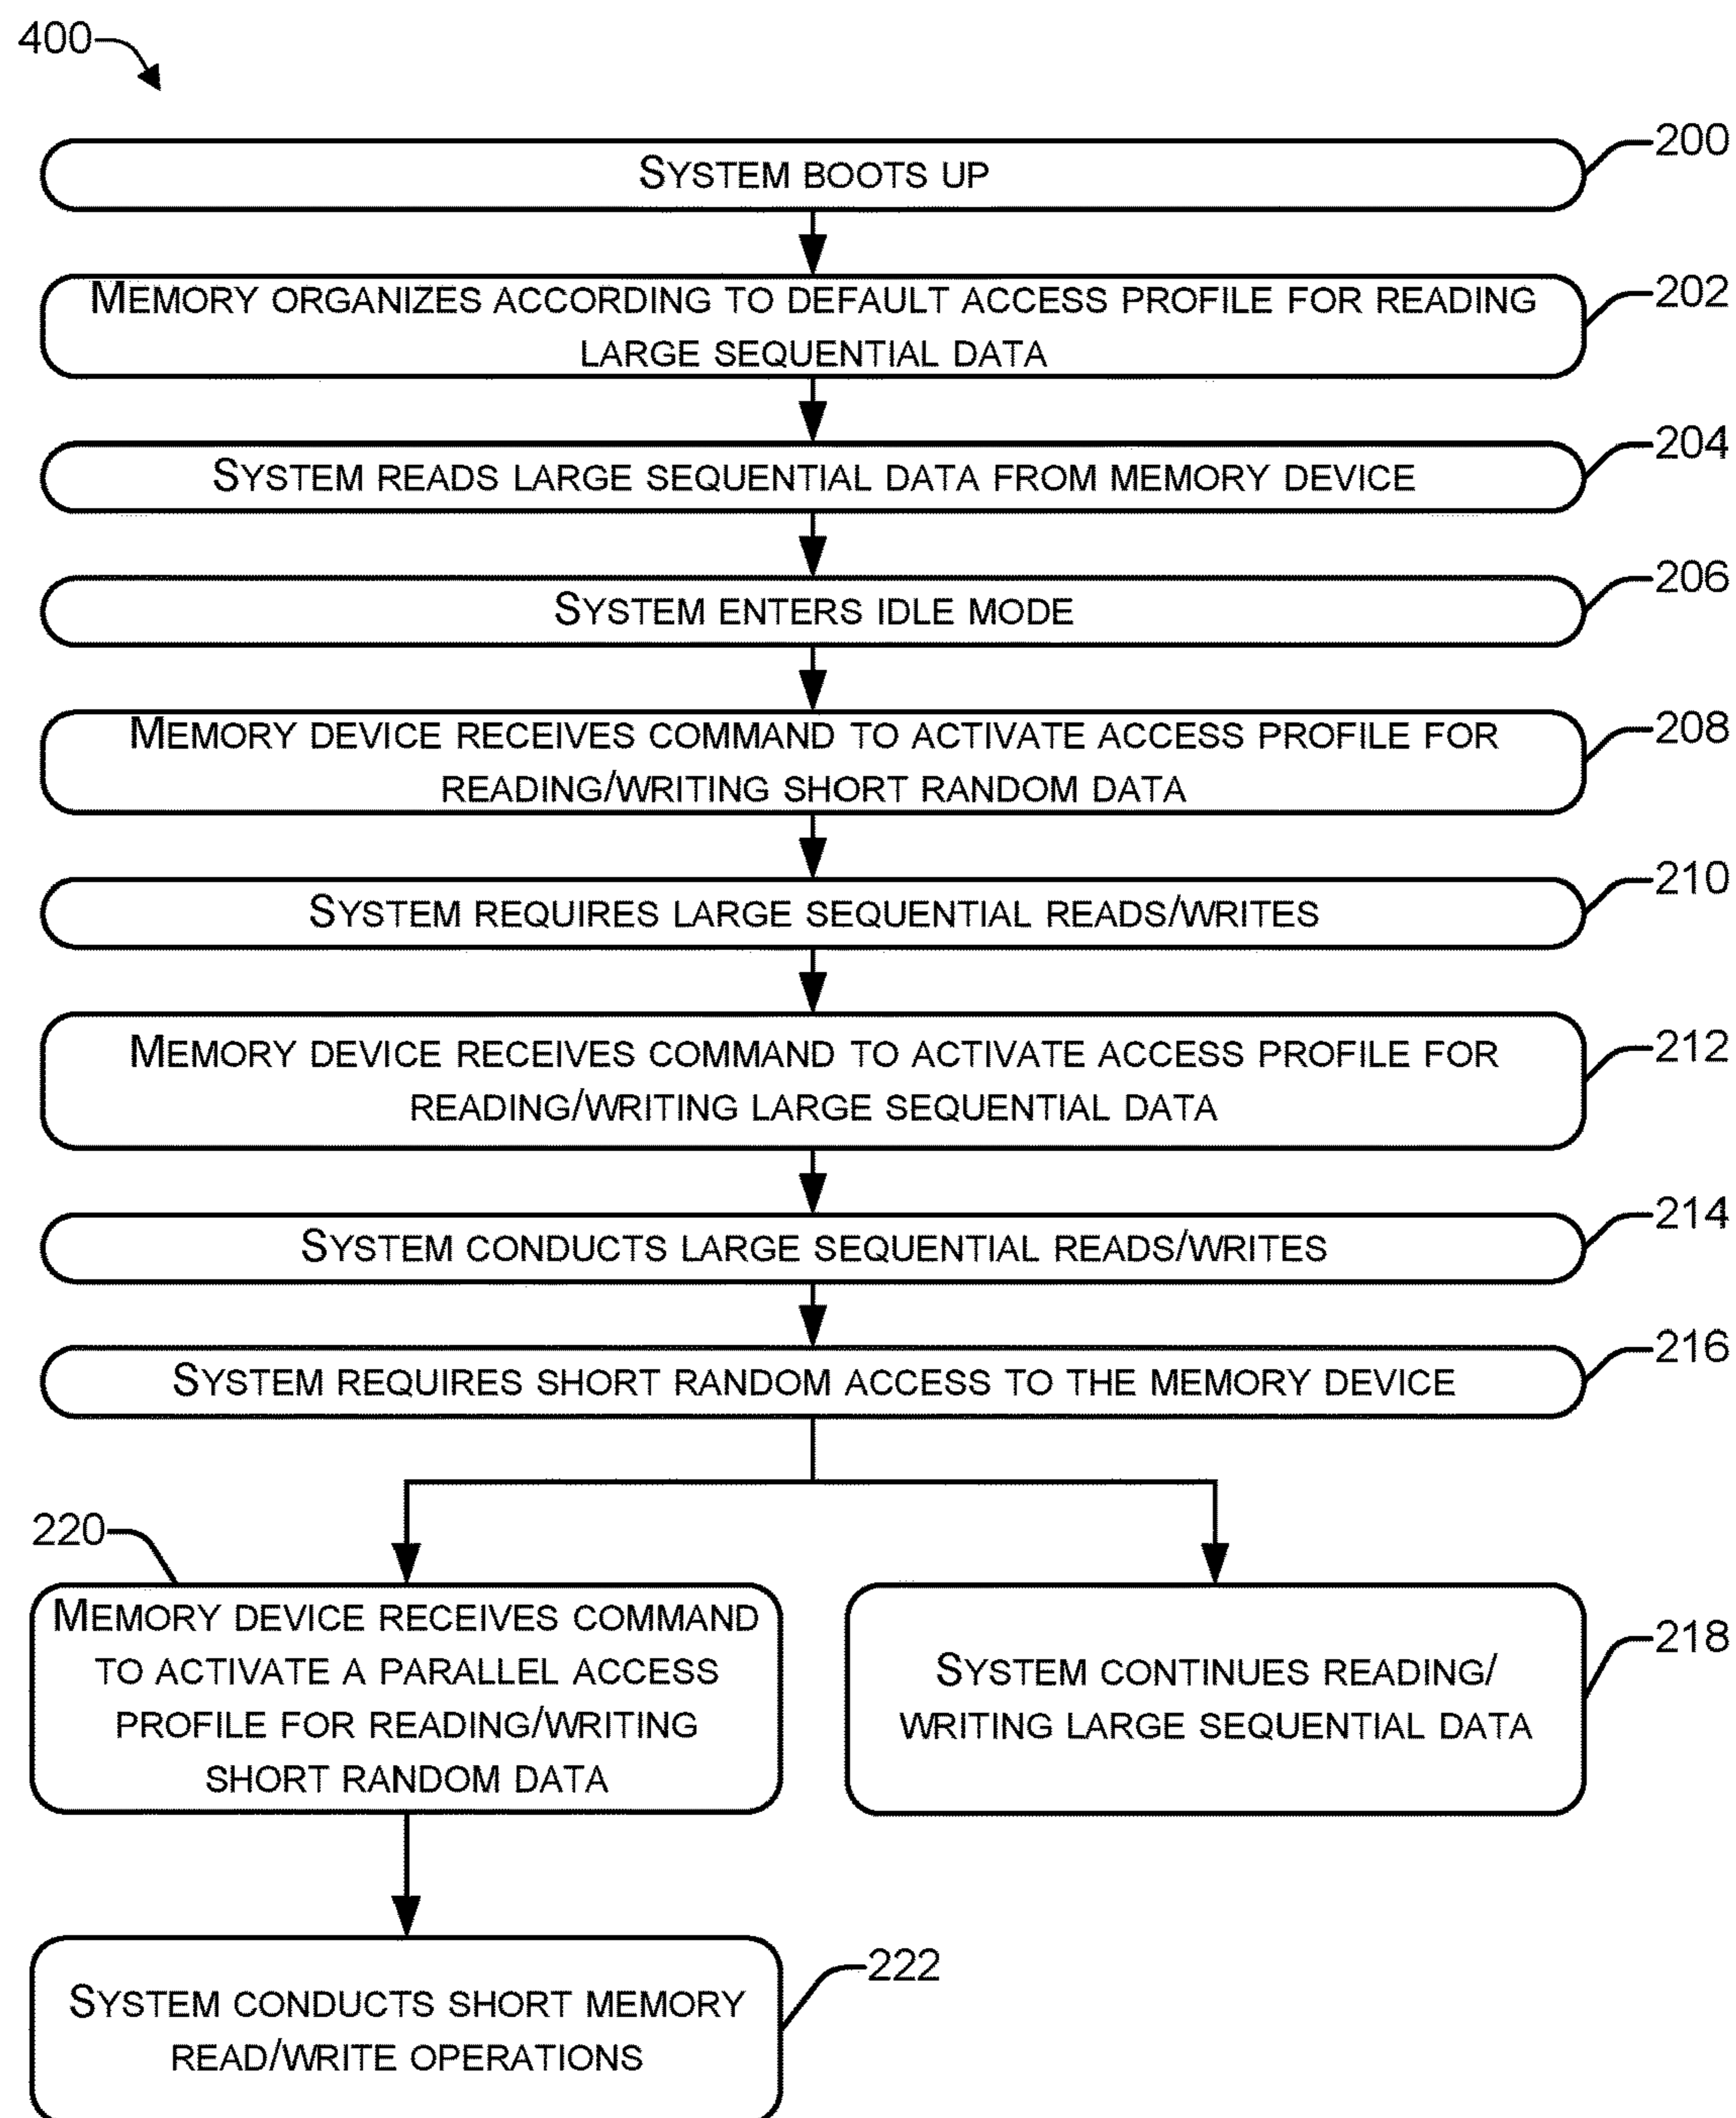 400
SYSTEM BOOTS UP
200
MEMORY ORGANIZES ACCORDING TO DEFAULT ACCESS PROFILE FOR READING
LARGE SEQUENTIAL DATA
202
SYSTEM READS LARGE SEQUENTIAL DATA FROM MEMORY DEVICE
204
SYSTEM ENTERS IDLE MODE
206
MEMORY DEVICE RECEIVES COMMAND TO ACTIVATE ACCESS PROFILE FOR
READING/WRITING SHORT RANDOM DATA
208
SYSTEM REQUIRES LARGE SEQUENTIAL READS/WRITES
210
MEMORY DEVICE RECEIVES COMMAND TO ACTIVATE ACCESS PROFILE FOR
READING/WRITING LARGE SEQUENTIAL DATA
212
SYSTEM CONDUCTS LARGE SEQUENTIAL READS/WRITES
214
SYSTEM REQUIRES SHORT RANDOM ACCESS TO THE MEMORY DEVICE
216
220
MEMORY DEVICE RECEIVES COMMAND
TO ACTIVATE A PARALLEL ACCESS
PROFILE FOR READING/WRITING
SHORT RANDOM DATA
SYSTEM CONTINUES READING/
WRITING LARGE SEQUENTIAL DATA
218
SYSTEM CONDUCTS SHORT MEMORY
READ/WRITE OPERATIONS
222